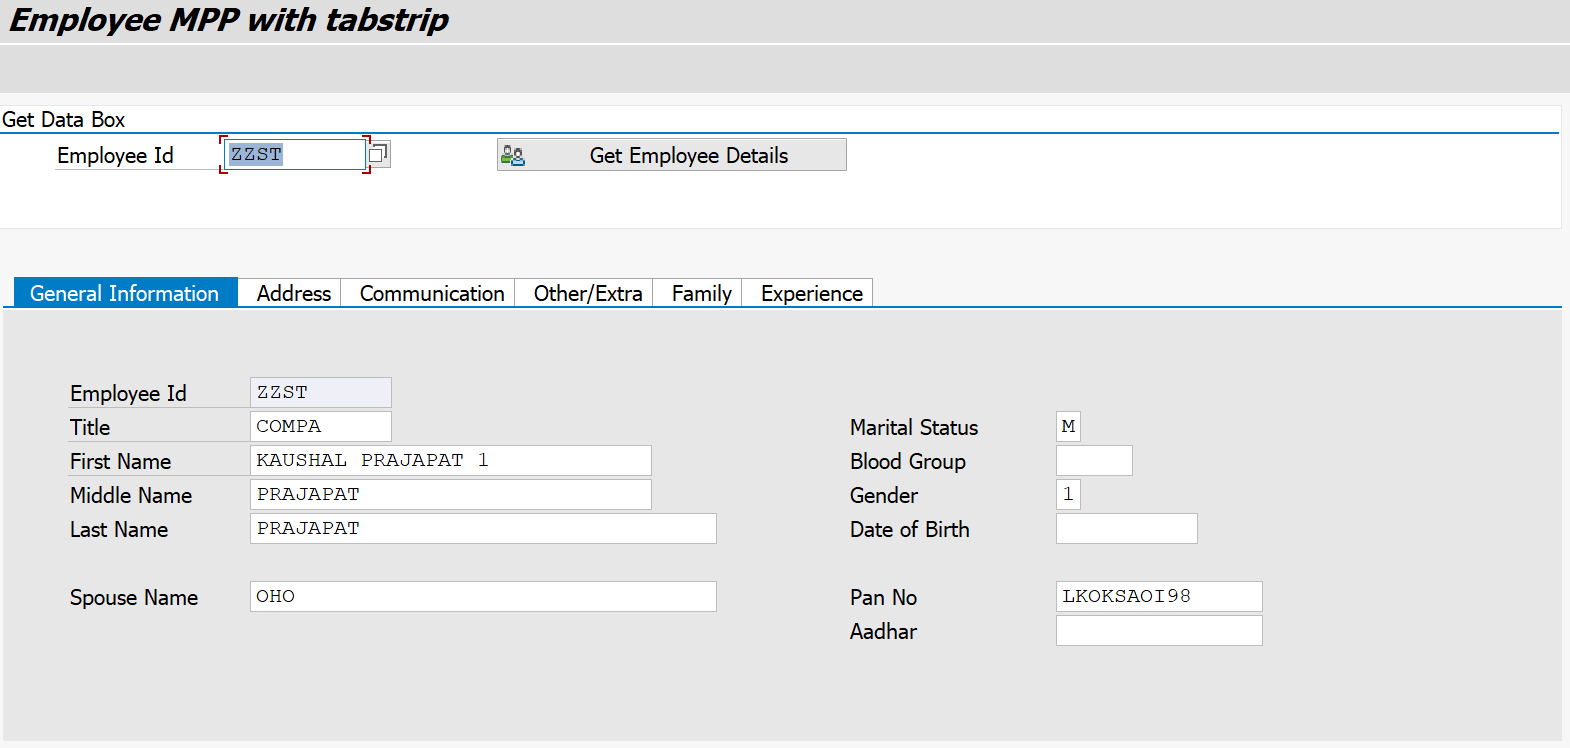 Employee MPP with tabstrip
Get Data Box
Employee Id ZZST Get Employee Details
General Information Address Communication Other/Extra Family Experience
Employee Id ZZST
Title COMPA Marital Status M
First Name KAUSHAL PRAJAPAT 1 Blood Group
Middle Name PRAJAPAT Gender 1
Last Name PRAJAPAT Date of Birth
Spouse Name OHO Pan No LKOKSAOI98
Aadhar